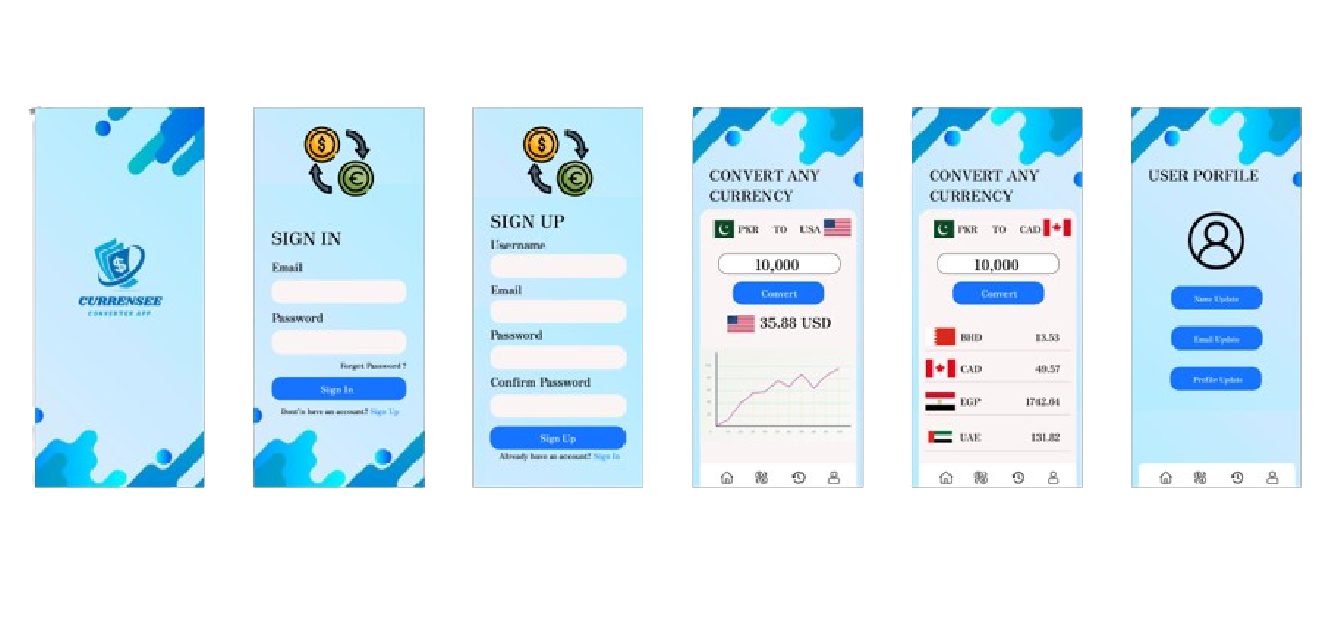 CURRENSEE
CONVERTER APP
SIGN IN
Email
Password
Forgot Password ?
Sign In
Dont've have an account? Sign Up
SIGN UP
Username
Email
Password
Confirm Password
Sign Up
Already have an account? Sign In
CONVERT ANY
CURRENCY
PKR TO USA
10,000
Convert
35.88 USD
CONVERT ANY
CURRENCY
PKR TO CAD
10,000
Convert
BHD 13.53
CAD 49.57
EGP 1742.04
UAE 131.82
USER PORFILE
Name Update
Email Update
Profile Update